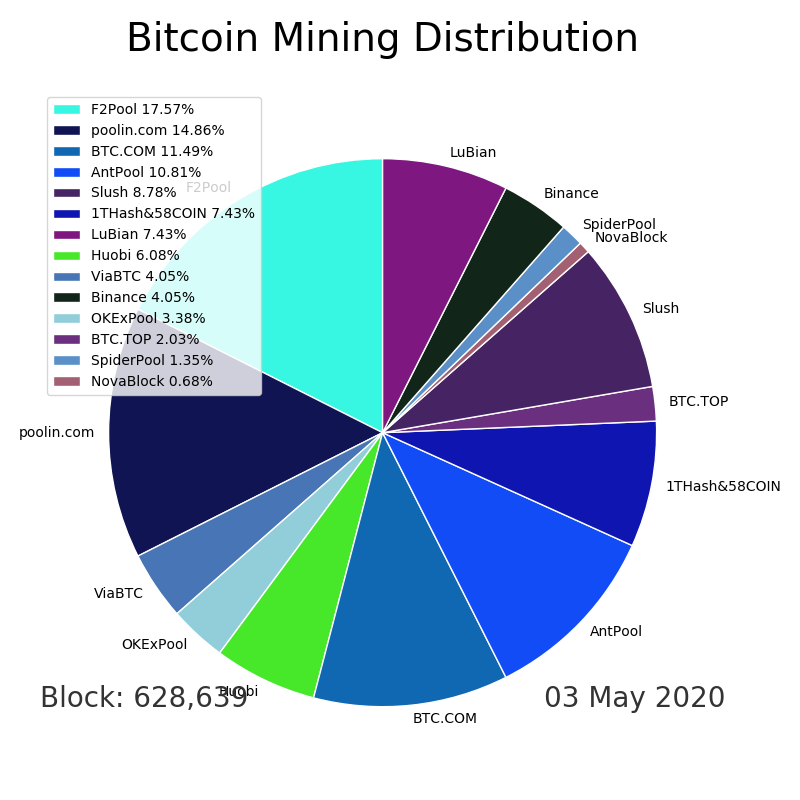 Bitcoin Mining Distribution
F2Pool 17.57%
poolin.com 14.86%
BTC.COM 11.49%
AntPool 10.81%
Slush 8.78%
1THash&58COIN 7.43%
LuBian 7.43%
Huobi 6.08%
ViaBTC 4.05%
Binance 4.05%
OKExPool 3.38%
BTC.TOP 2.03%
SpiderPool 1.35%
NovaBlock 0.68%
F2Pool
LuBian
Binance
SpiderPool
NovaBlock
Slush
BTC.TOP
1THash&58COIN
AntPool
BTC.COM
Huobi
OKExPool
ViaBTC
poolin.com
Block: 628,639
03 May 2020